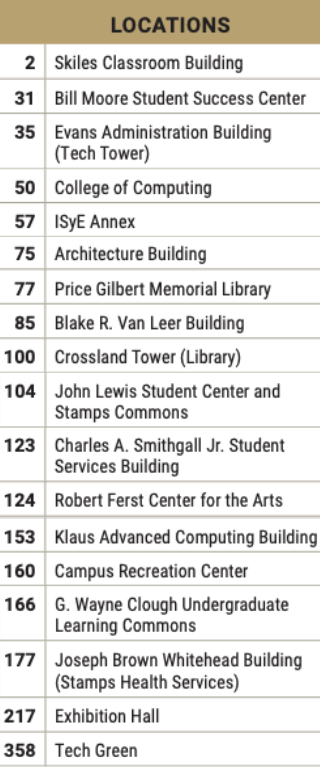 LOCATIONS
2 Skiles Classroom Building
31 Bill Moore Student Success Center
35 Evans Administration Building
(Tech Tower)
50 College of Computing
57 ISyE Annex
75 Architecture Building
77 Price Gilbert Memorial Library
85 Blake R. Van Leer Building
100 Crossland Tower (Library)
104 John Lewis Student Center and
Stamps Commons
123 Charles A. Smithgall Jr. Student
Services Building
124 Robert Ferst Center for the Arts
153 Klaus Advanced Computing Building
160 Campus Recreation Center
166 G. Wayne Clough Undergraduate
Learning Commons
177 Joseph Brown Whitehead Building
(Stamps Health Services)
217 Exhibition Hall
358 Tech Green